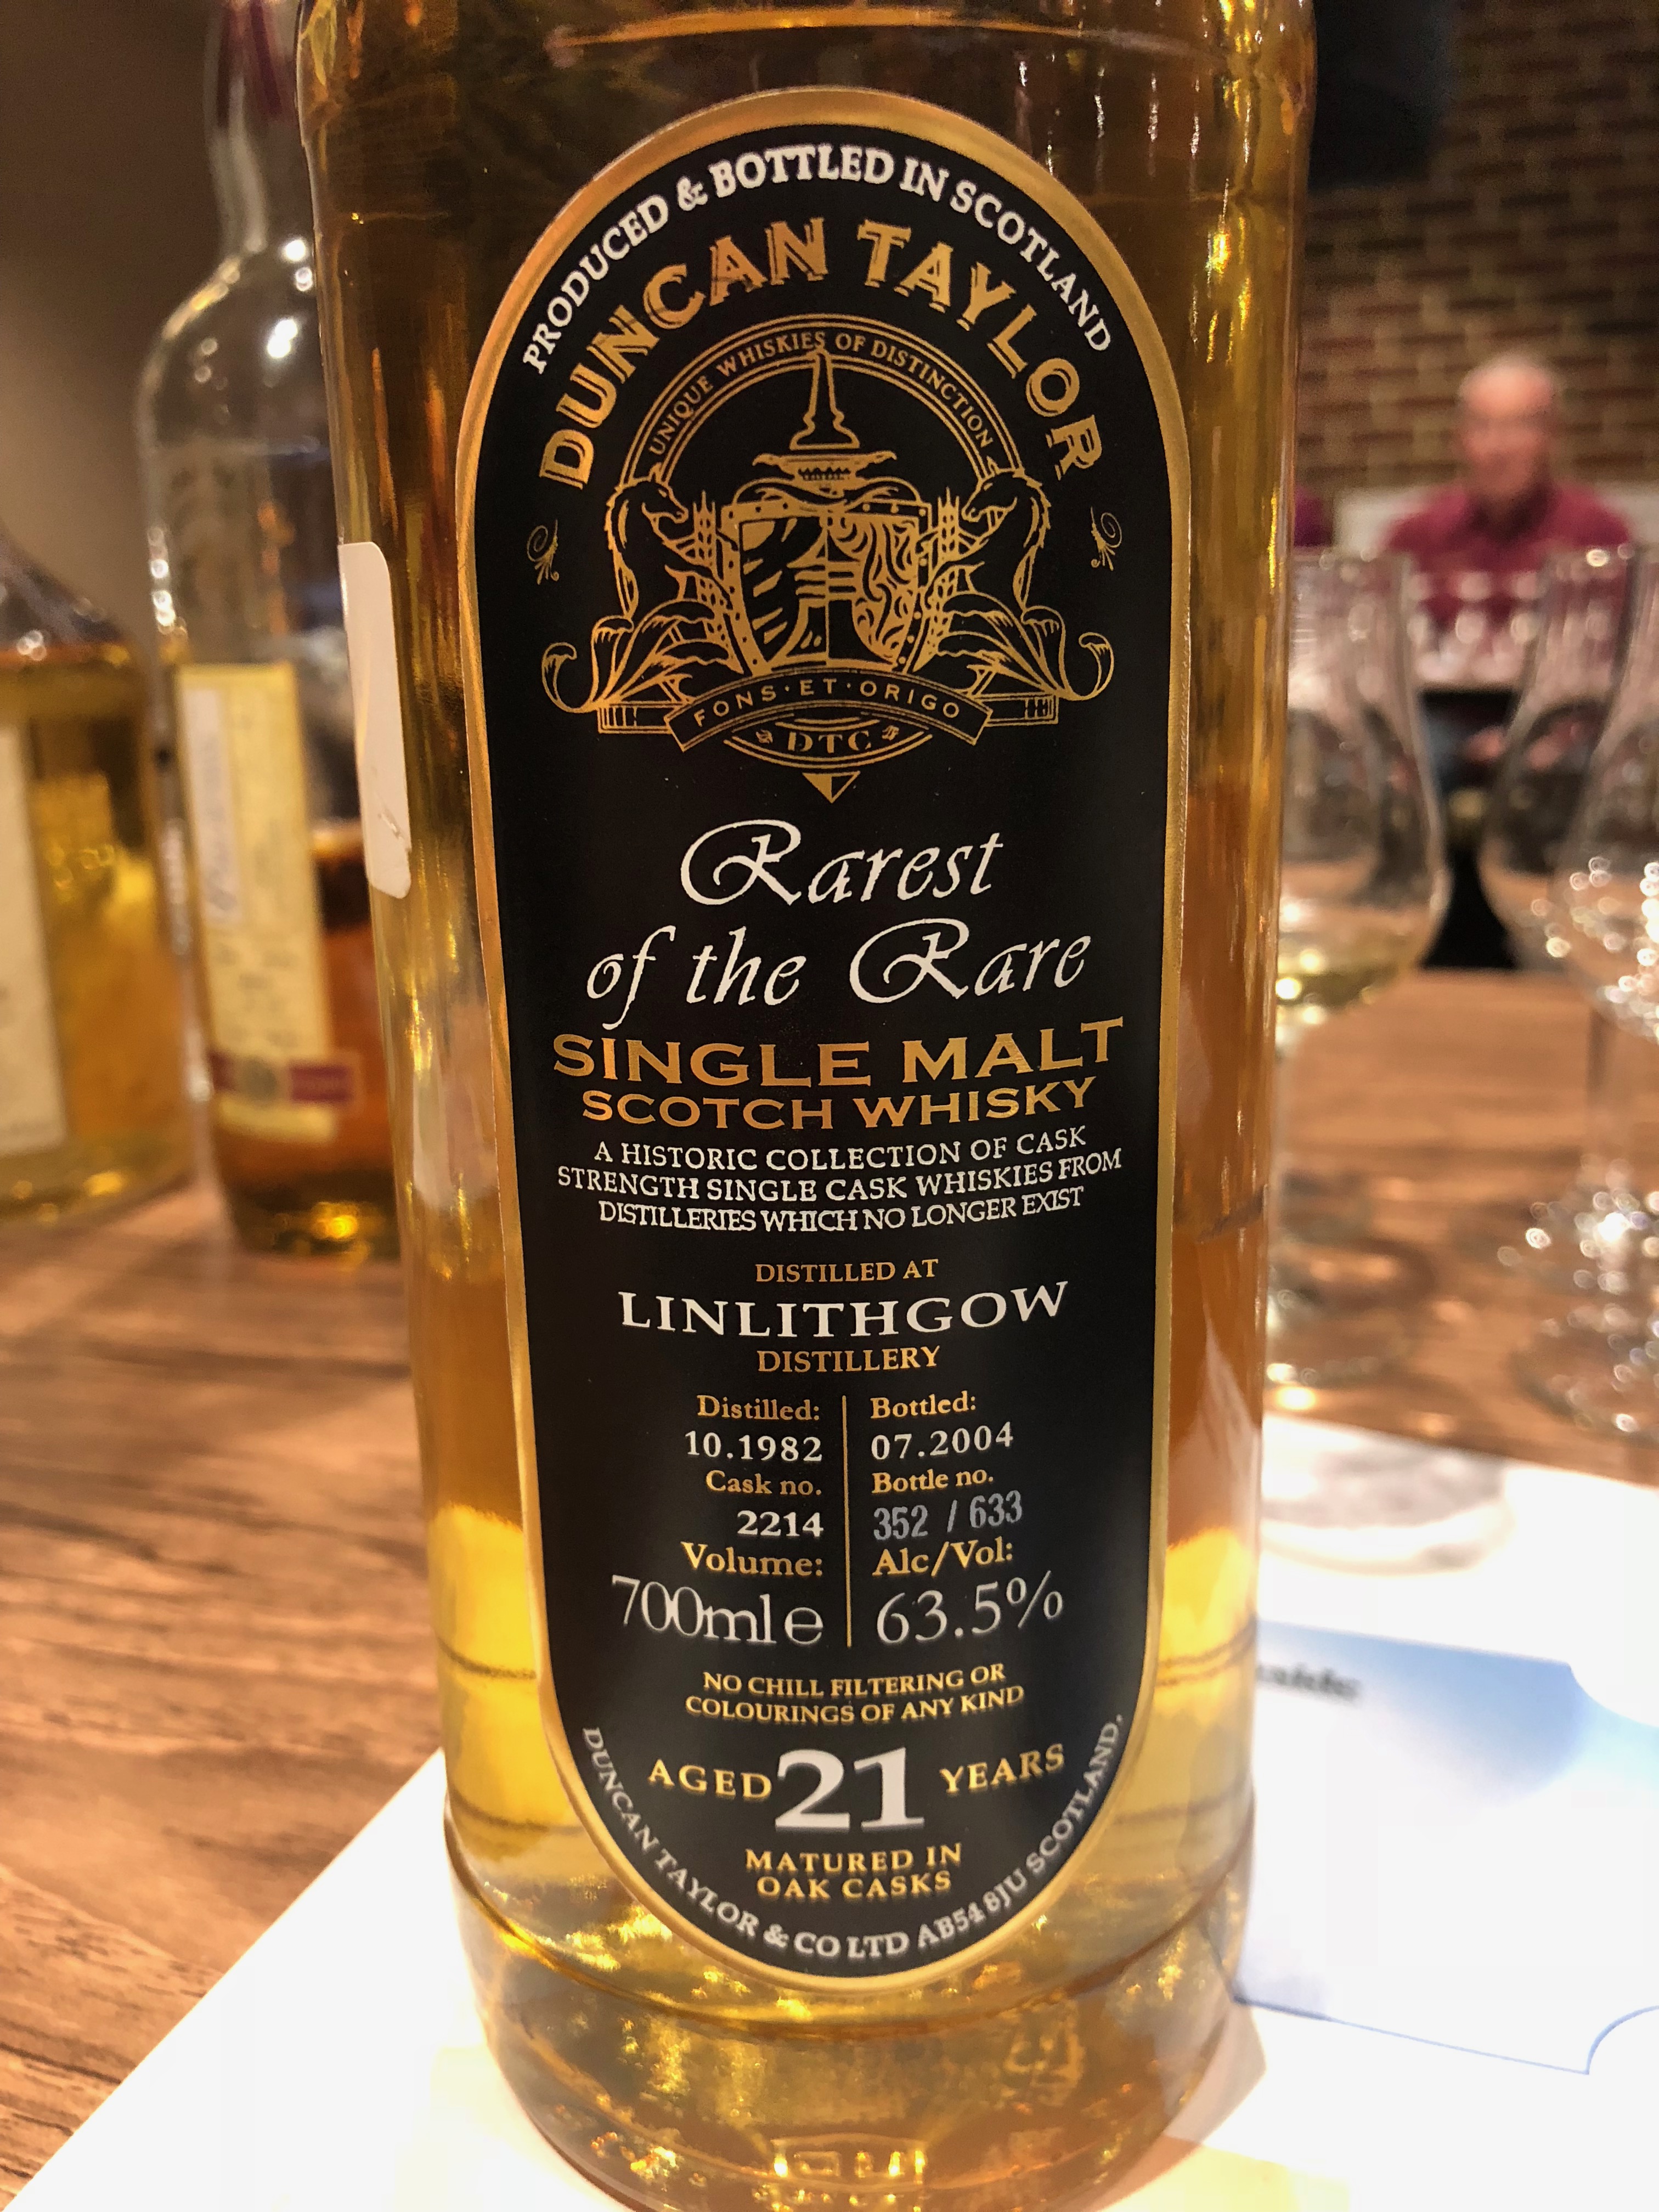 PRODUCED & BOTTLED IN SCOTLAND
DUNCAN TAYLOR
UNIQUE WHISKIES OF DISTINCTION
FONS·ET·ORIGO
DTC
Rarest
of the Rare
SINGLE MALT
SCOTCH WHISKY
A HISTORIC COLLECTION OF CASK
STRENGTH SINGLE CASK WHISKIES FROM
DISTILLERIES WHICH NO LONGER EXIST
DISTILLED AT
LINLITHGOW
DISTILLERY
Distilled: Bottled:
10.1982 07.2004
Cask no. Bottle no.
2214 352 / 633
Volume: Alc/Vol:
700ml e 63.5%
NO CHILL FILTERING OR
COLOURINGS OF ANY KIND
AGED 21 YEARS
MATURED IN
OAK CASKS
DUNCAN TAYLOR & CO LTD AB54 8JU SCOTLAND.